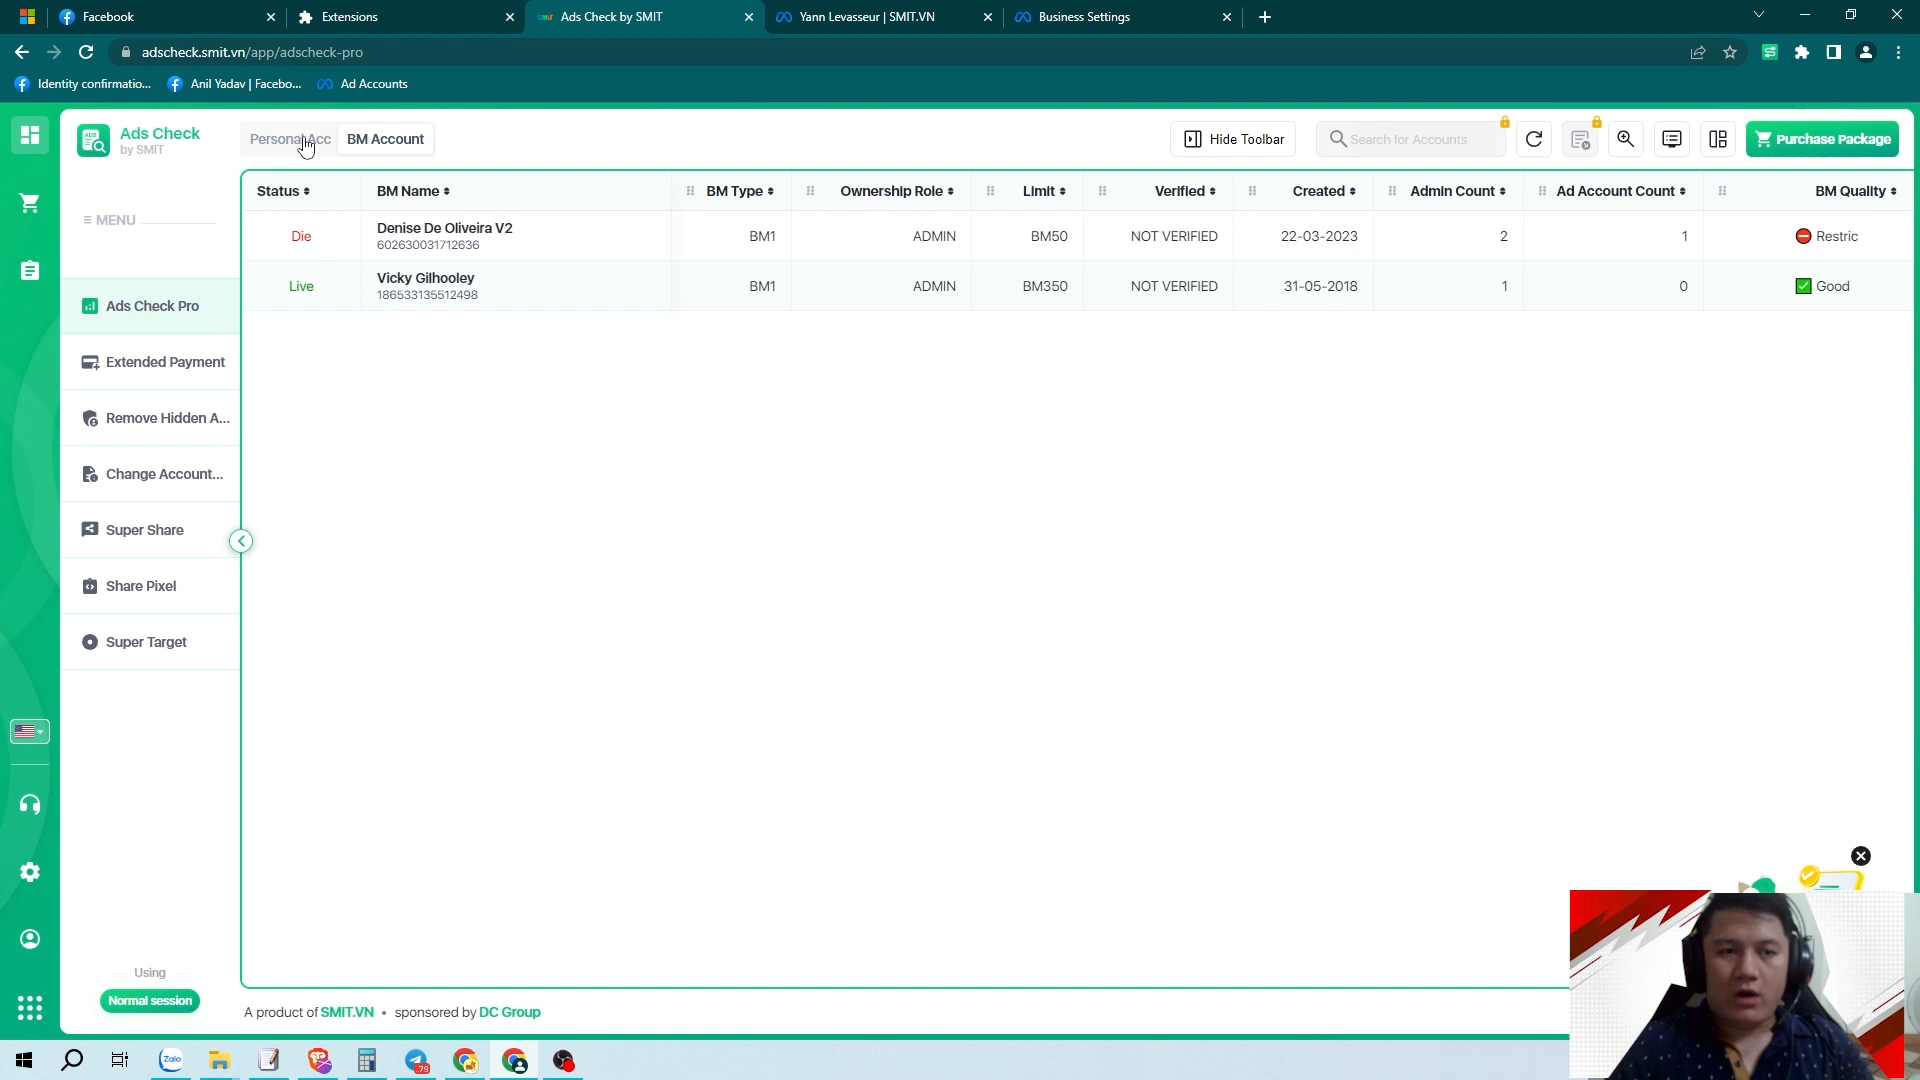 Facebook
Extensions
Ads Check by SMIT
Yann Levasseur | SMIT.VN
Business Settings
adscheck.smit.vn/app/adscheck-pro
Identity confirmatio...
Anil Yadav | Facebo...
Ad Accounts
Ads Check
by SMIT
Personal Acc
BM Account
Hide Toolbar
Search for Accounts
Purchase Package
MENU
Ads Check Pro
Extended Payment
Remove Hidden A...
Change Account...
Super Share
Share Pixel
Super Target
Using
Normal session
Status BM Name BM Type Ownership Role Limit Verified Created Admin Count Ad Account Count BM Quality
Die Denise De Oliveira V2 BM1 ADMIN BM50 NOT VERIFIED 22-03-2023 2 1 Restric
602630031712636
Live Vicky Gilhooley BM1 ADMIN BM350 NOT VERIFIED 31-05-2018 1 0 Good
186533135512498
A product of SMIT.VN • sponsored by DC Group
Zalo
79